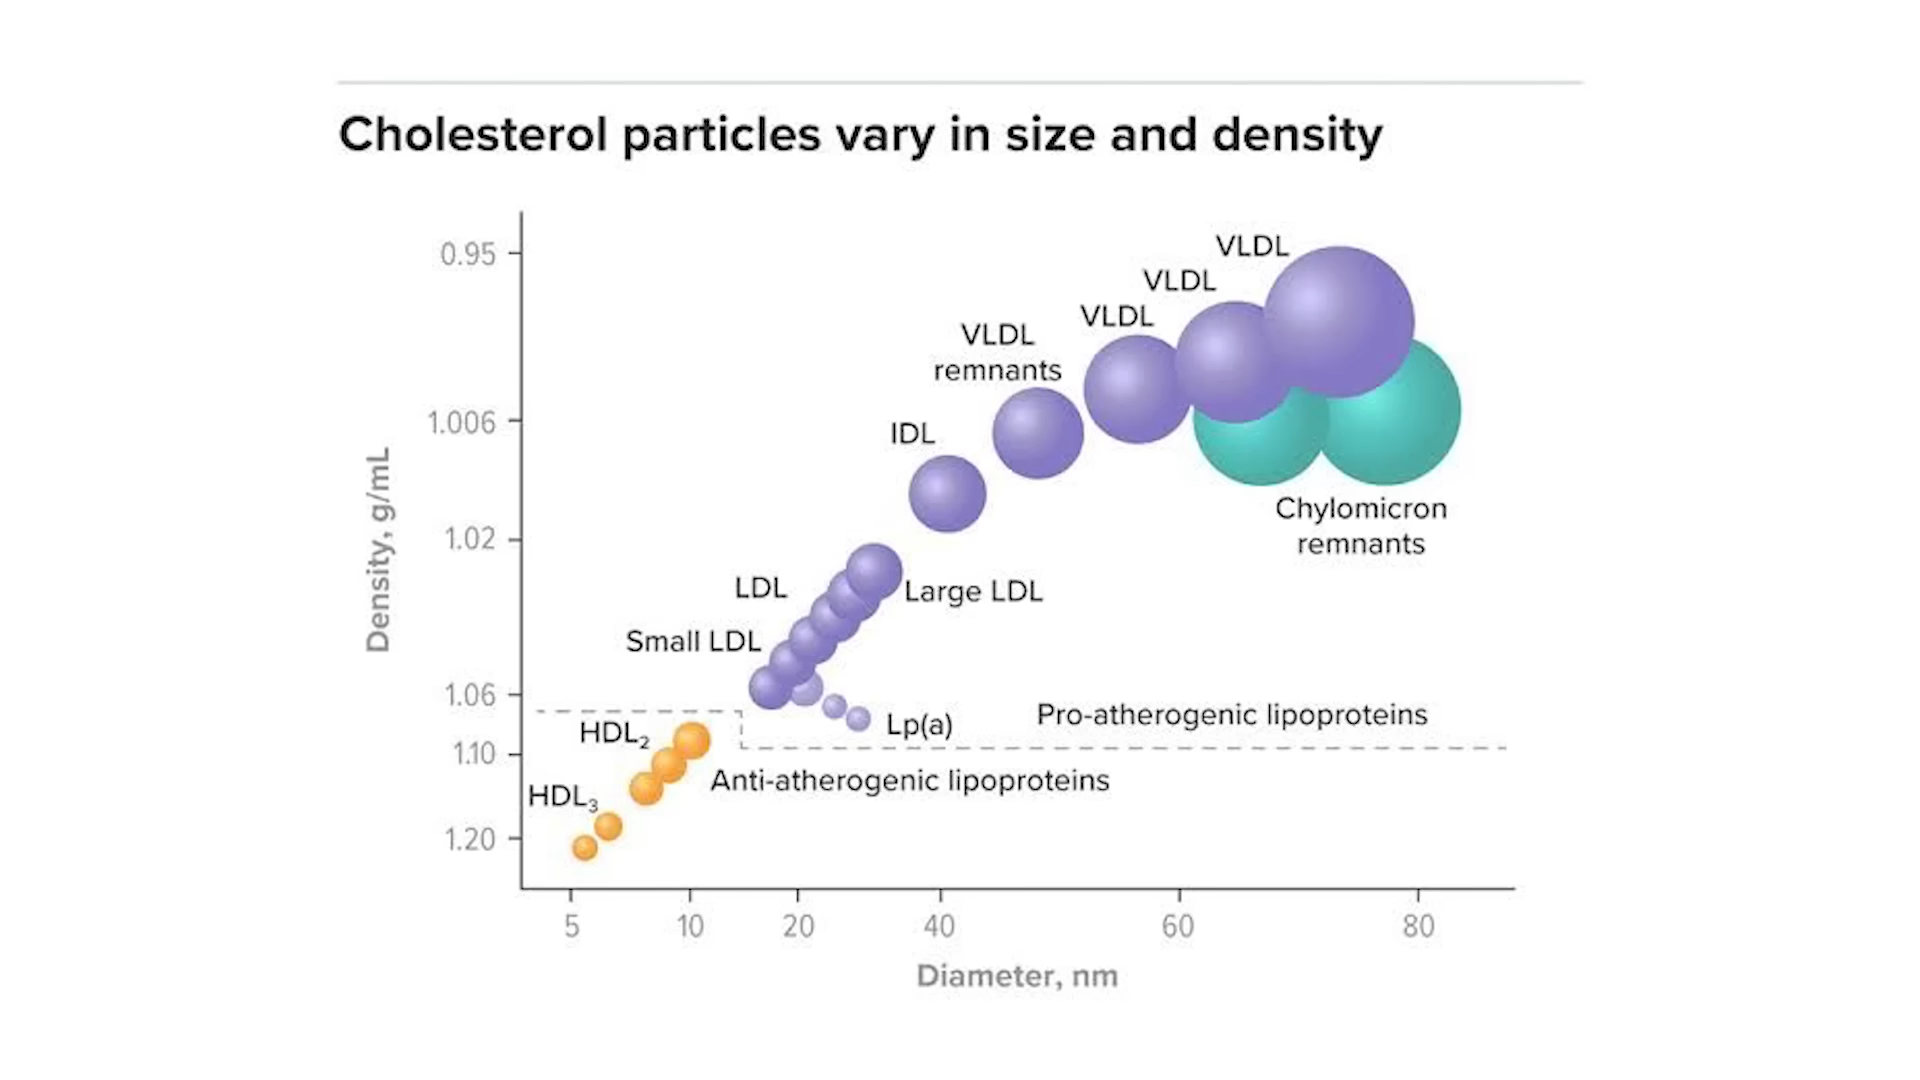 Cholesterol particles vary in size and density
0.95
1.006
1.02
1.06
1.10
1.20
Density, g/mL
VLDL
VLDL
VLDL
VLDL
remnants
IDL
Chylomicron
remnants
LDL
Large LDL
Small LDL
Lp(a)
Pro-atherogenic lipoproteins
HDL₂
Anti-atherogenic lipoproteins
HDL₃
5 10 20 40 60 80
Diameter, nm